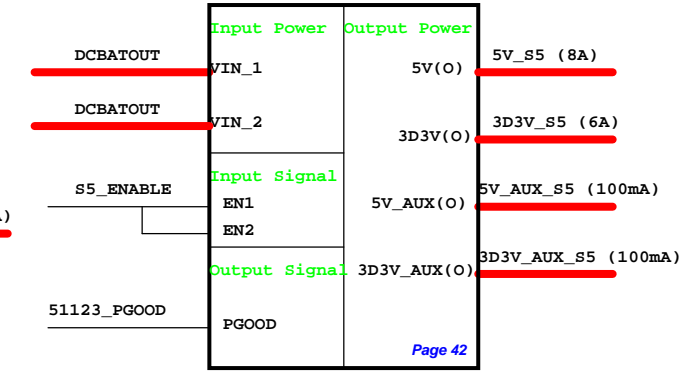 Input Power Output Power
DCBATOUT VIN_1 5V(O) 5V_S5 (8A)
DCBATOUT VIN_2 3D3V(O) 3D3V_S5 (6A)
Input Signal
S5_ENABLE EN1 5V_AUX(O) 5V_AUX_S5 (100mA)
EN2
Output Signal 3D3V_AUX(O) 3D3V_AUX_S5 (100mA)
51123_PGOOD PGOOD
Page 42